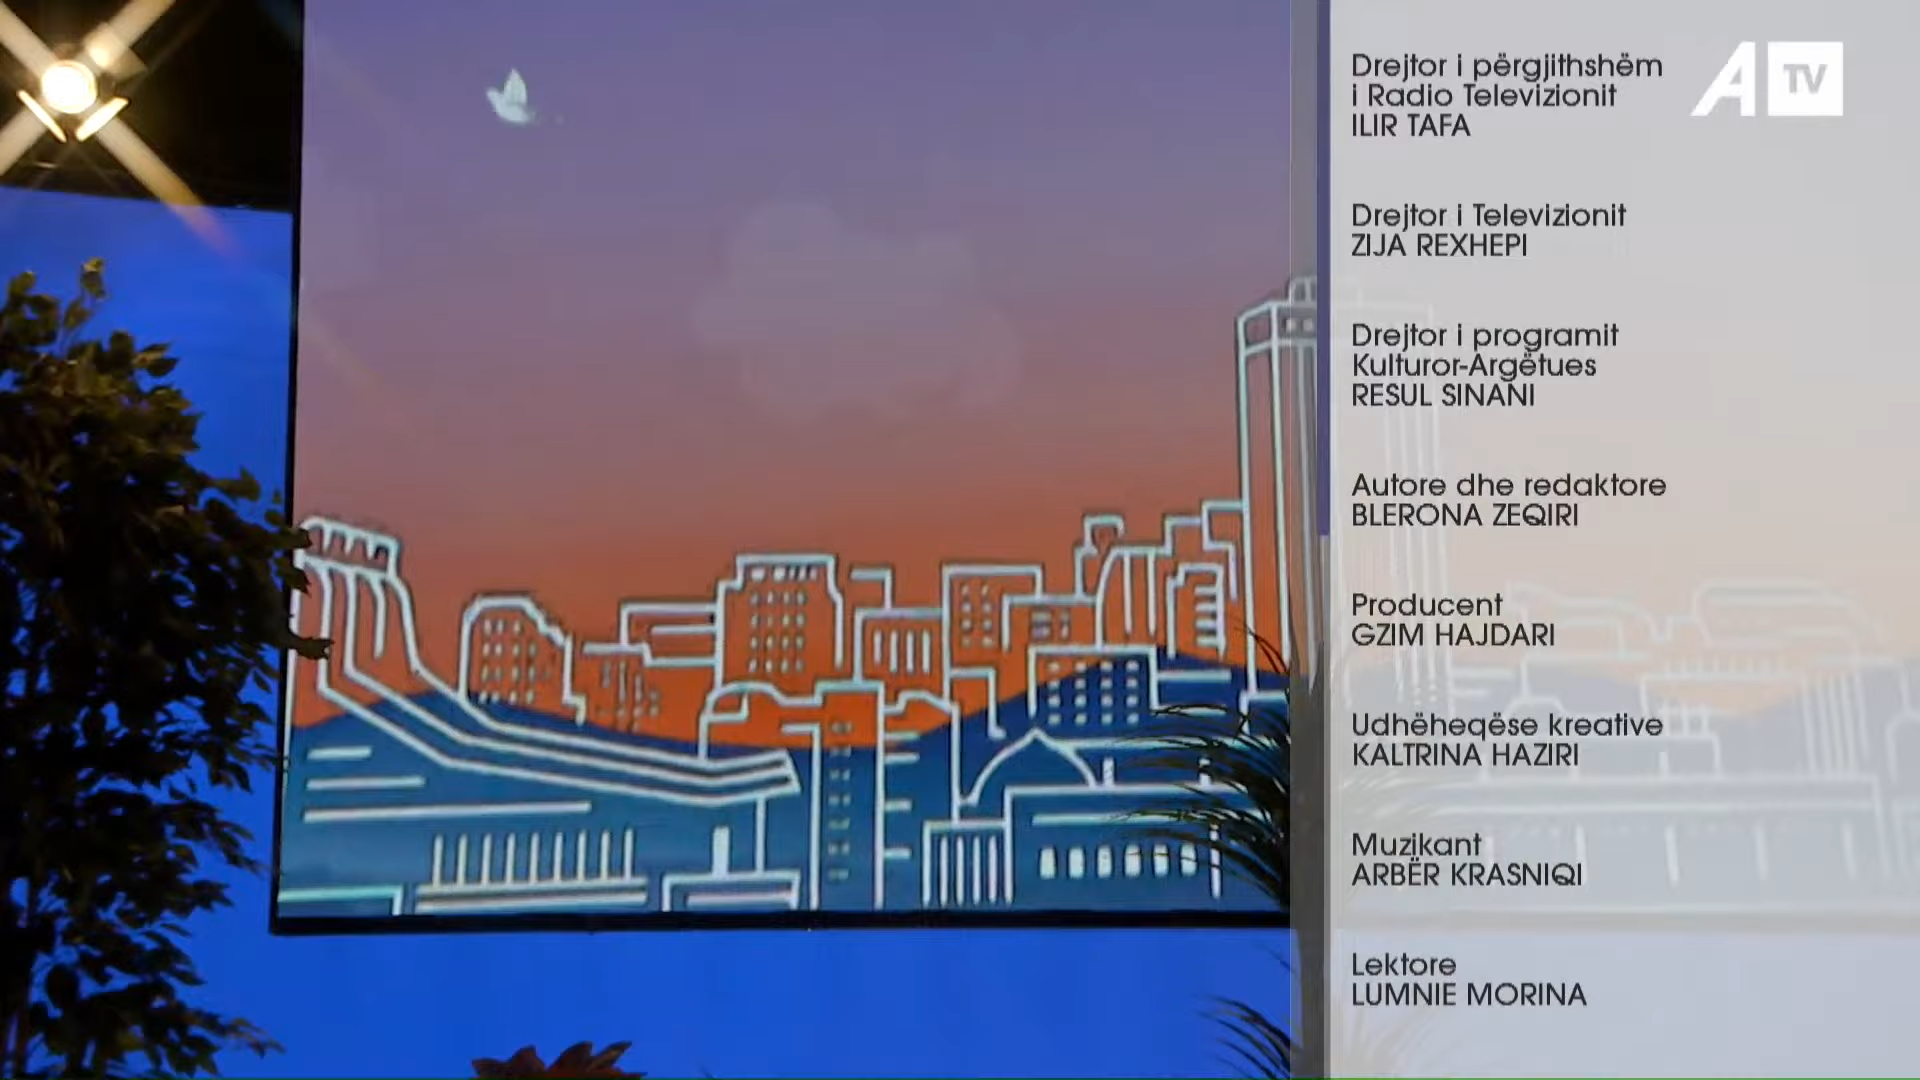 Drejtor i përgjithshëm
i Radio Televizionit
ILIR TAFA
ATV
Drejtor i Televizionit
ZIJA REXHEPI
Drejtor i programit
Kulturor-Argëtues
RESUL SINANI
Autore dhe redaktore
BLERONA ZEQIRI
Producent
GZIM HAJDARI
Udhëheqëse kreative
KALTRINA HAZIRI
Muzikant
ARBËR KRASNIQI
Lektore
LUMNIE MORINA